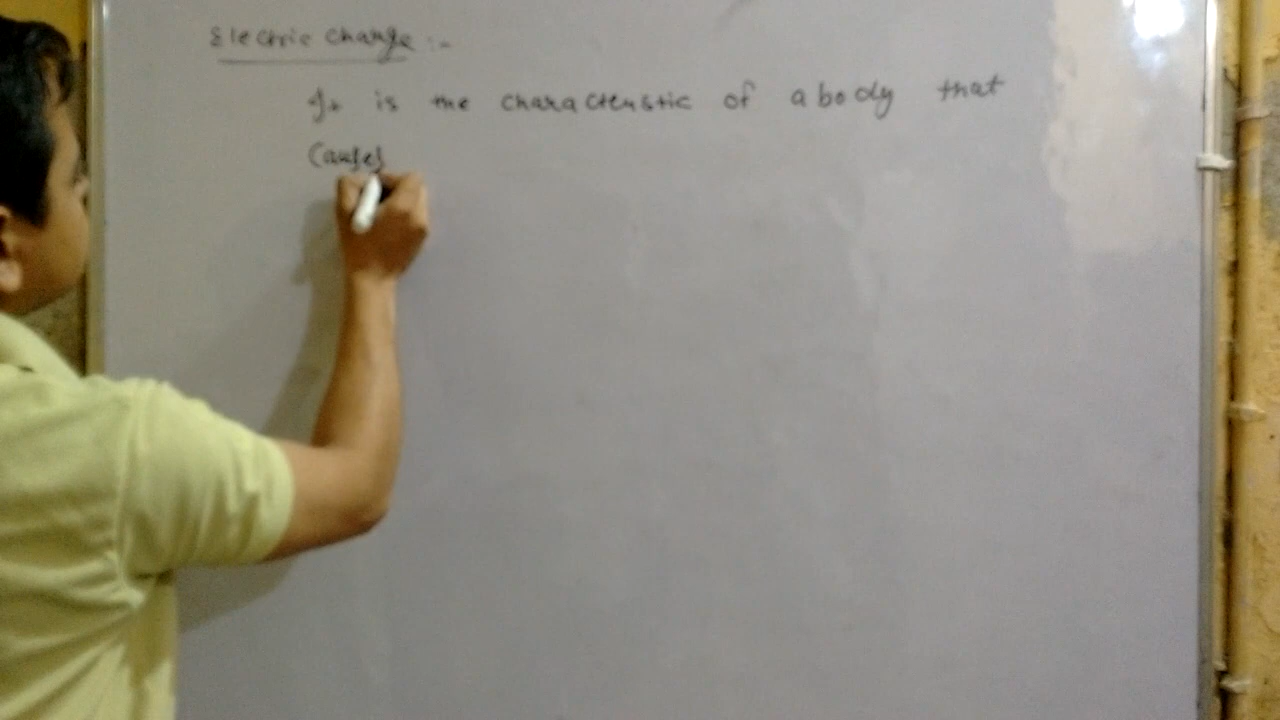 Electric charge :-
It is the characteristic of a body that
causes